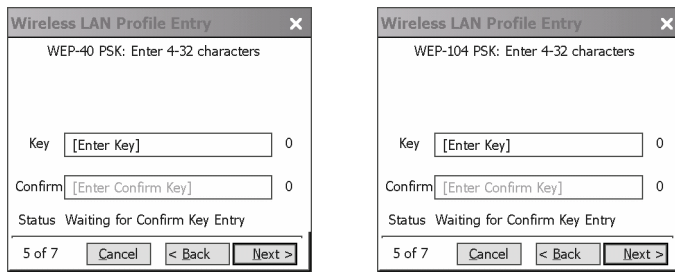 Wireless LAN Profile Entry ×
WEP-40 PSK: Enter 4-32 characters
Key [Enter Key] 0
Confirm [Enter Confirm Key] 0
Status Waiting for Confirm Key Entry
5 of 7 Cancel < Back Next >
Wireless LAN Profile Entry ×
WEP-104 PSK: Enter 4-32 characters
Key [Enter Key] 0
Confirm [Enter Confirm Key] 0
Status Waiting for Confirm Key Entry
5 of 7 Cancel < Back Next >